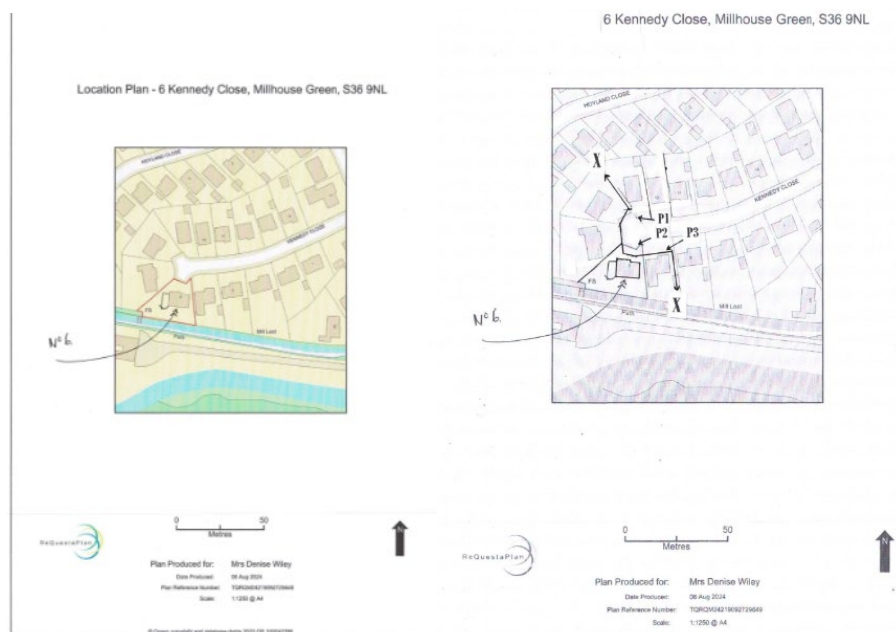 Location Plan - 6 Kennedy Close, Millhouse Green, S36 9NL
HOYLAND CLOSE
KENNEDY CLOSE
FB
Mill Leat
Path
Nº 6.
0 50
Metres
ReQuestaPlan
N
Plan Produced for: Mrs Denise Wiley
Date Produced: 06 Aug 2024
Plan Reference Number: TQRQM24219092729849
Scale: 1:1250 @ A4
6 Kennedy Close, Millhouse Green, S36 9NL
HOYLAND CLOSE
X
KENNEDY CLOSE
P1
P2
P3
FB
X
Mill Leat
Path
Nº 6.
0 50
Metres
ReQuestaPlan
N
Plan Produced for: Mrs Denise Wiley
Date Produced: 06 Aug 2024
Plan Reference Number: TQRQM24219092729849
Scale: 1:1250 @ A4